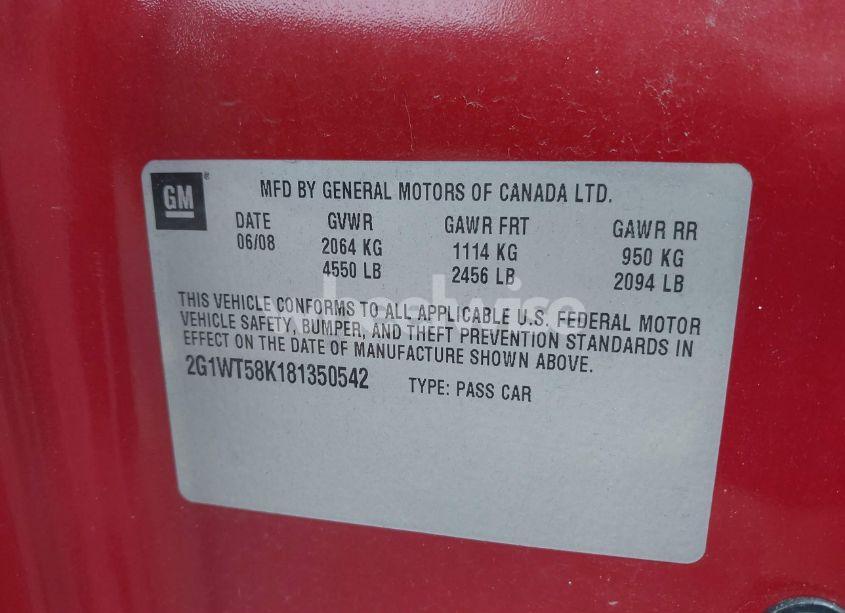 GM
MFD BY GENERAL MOTORS OF CANADA LTD.
DATE GVWR GAWR FRT GAWR RR
06/08 2064 KG 1114 KG 950 KG
4550 LB 2456 LB 2094 LB
THIS VEHICLE CONFORMS TO ALL APPLICABLE U.S. FEDERAL MOTOR
VEHICLE SAFETY, BUMPER, AND THEFT PREVENTION STANDARDS IN
EFFECT ON THE DATE OF MANUFACTURE SHOWN ABOVE.
2G1WT58K181350542 TYPE: PASS CAR